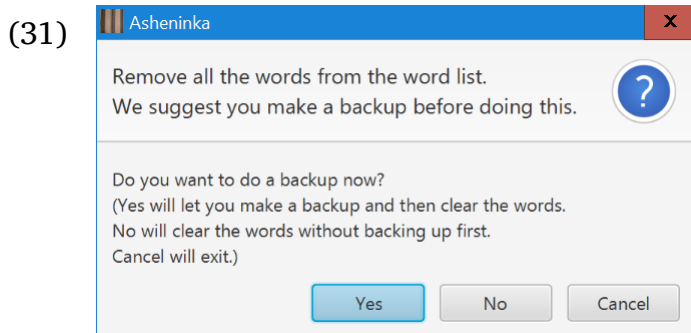 (31)
Asheninka
x
Remove all the words from the word list.
We suggest you make a backup before doing this.
?
Do you want to do a backup now?
(Yes will let you make a backup and then clear the words.
No will clear the words without backing up first.
Cancel will exit.)
Yes No Cancel